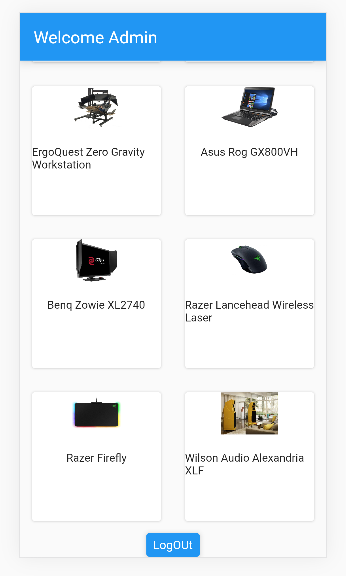 Welcome Admin
ErgoQuest Zero Gravity
Workstation
Asus Rog GX800VH
Benq Zowie XL2740
Razer Lancehead Wireless
Laser
Razer Firefly
Wilson Audio Alexandria
XLF
LogOUt